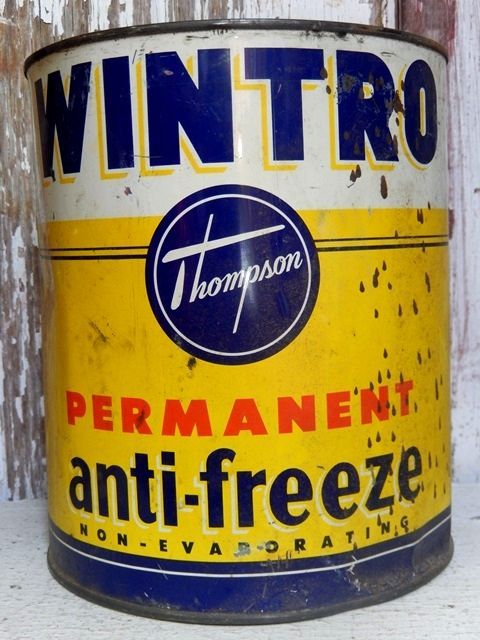 WINTRO
Thompson
PERMANENT
anti-freeze
NON-EVAPORATING